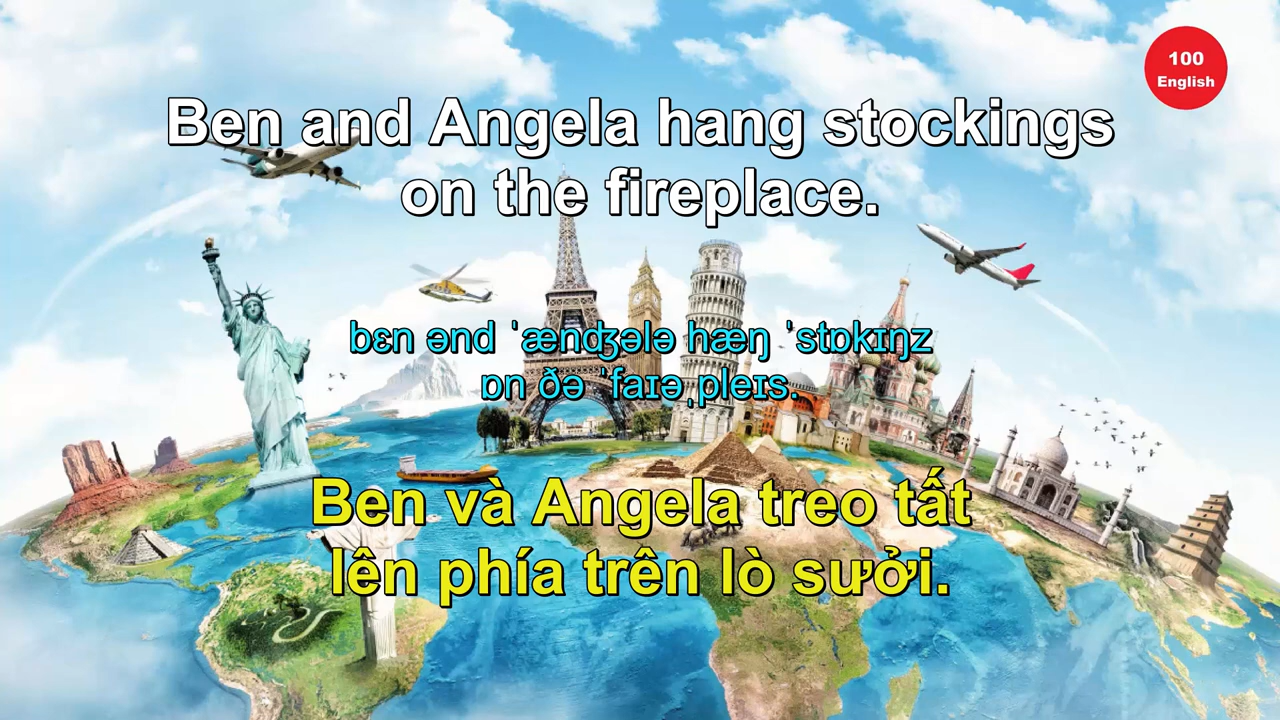 100
English
Ben and Angela hang stockings
on the fireplace.
bɛn ənd ˈænʤələ hæŋ ˈstɒkɪŋz
ɒn ðə ˈfaɪəˌpleɪs.
Ben và Angela treo tất
lên phía trên lò sưởi.